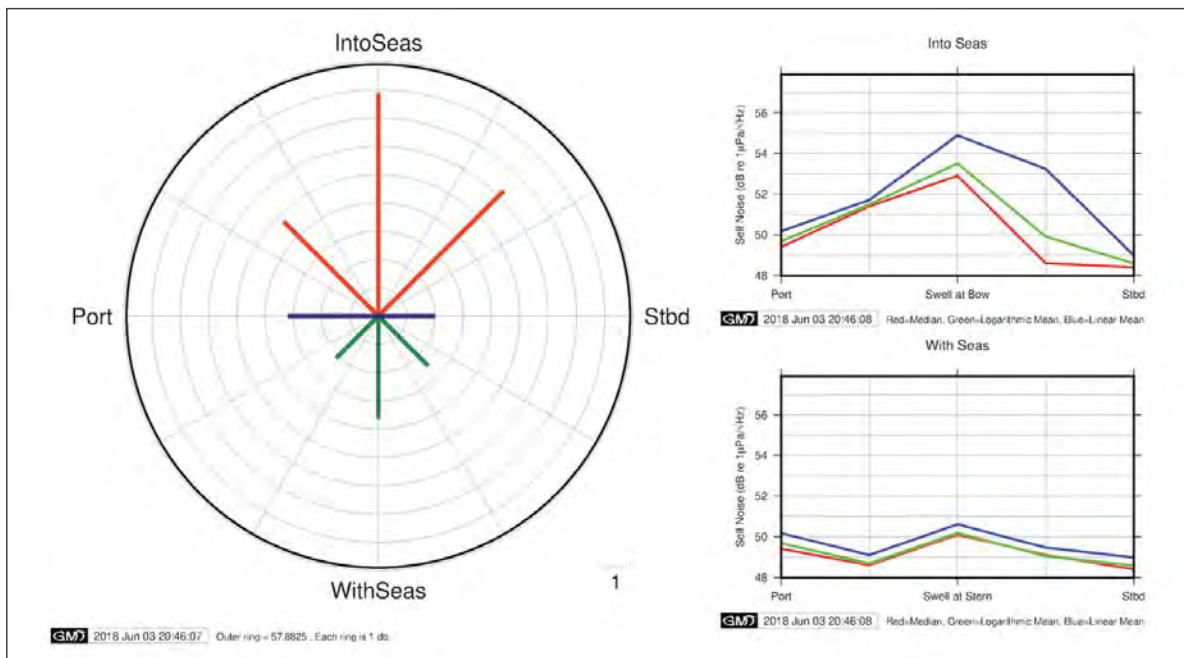 IntoSeas
Port
Stbd
WithSeas
1
GMT 2018 Jun 03 20:46:07 Outer ring = 57.8825 , Each ring is 1 db
Into Seas
Self Noise (dB re 1µPa/√Hz)
56
54
52
50
48
Port Swell at Bow Stbd
GMT 2018 Jun 03 20:46:08 Red=Median, Green=Logarithmic Mean, Blue=Linear Mean
With Seas
Self Noise (dB re 1µPa/√Hz)
56
54
52
50
48
Port Swell at Stern Stbd
GMT 2018 Jun 03 20:46:08 Red=Median, Green=Logarithmic Mean, Blue=Linear Mean